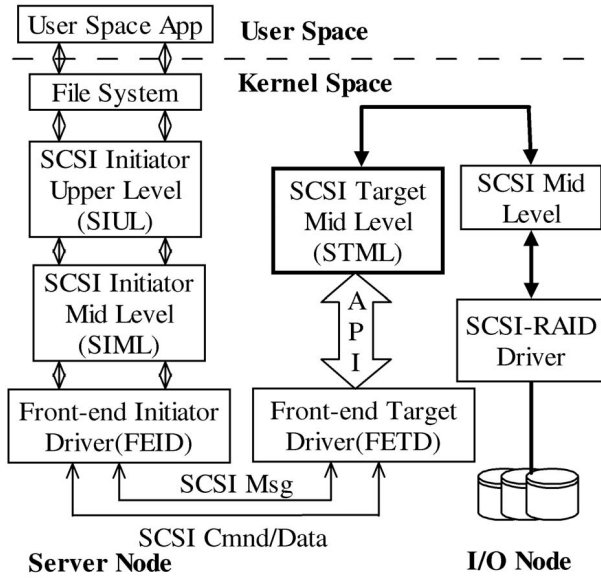 User Space App
User Space
File System
Kernel Space
SCSI Initiator
Upper Level
(SIUL)
SCSI Target
Mid Level
(STML)
SCSI Mid
Level
SCSI Initiator
Mid Level
(SIML)
A
P
I
SCSI-RAID
Driver
Front-end Initiator
Driver(FEID)
Front-end Target
Driver(FETD)
SCSI Msg
SCSI Cmnd/Data
Server Node
I/O Node